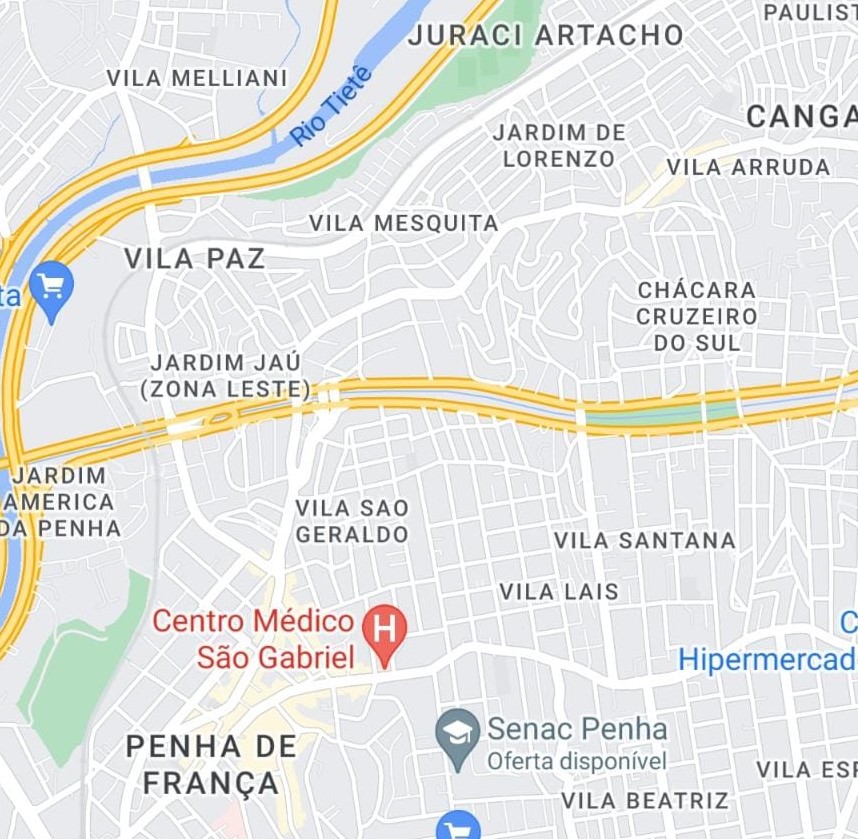 PAULIST
JURACI ARTACHO
VILA MELLIANI
Rio Tietê
CANGA
JARDIM DE
LORENZO
VILA ARRUDA
VILA MESQUITA
VILA PAZ
ta
CHÁCARA
CRUZEIRO
DO SUL
JARDIM JAÚ
(ZONA LESTE)
JARDIM
AMERICA
DA PENHA
VILA SAO
GERALDO
VILA SANTANA
VILA LAIS
Centro Médico
São Gabriel
H
C
Hipermercad
Senac Penha
Oferta disponível
PENHA DE
FRANÇA
VILA ESP
VILA BEATRIZ